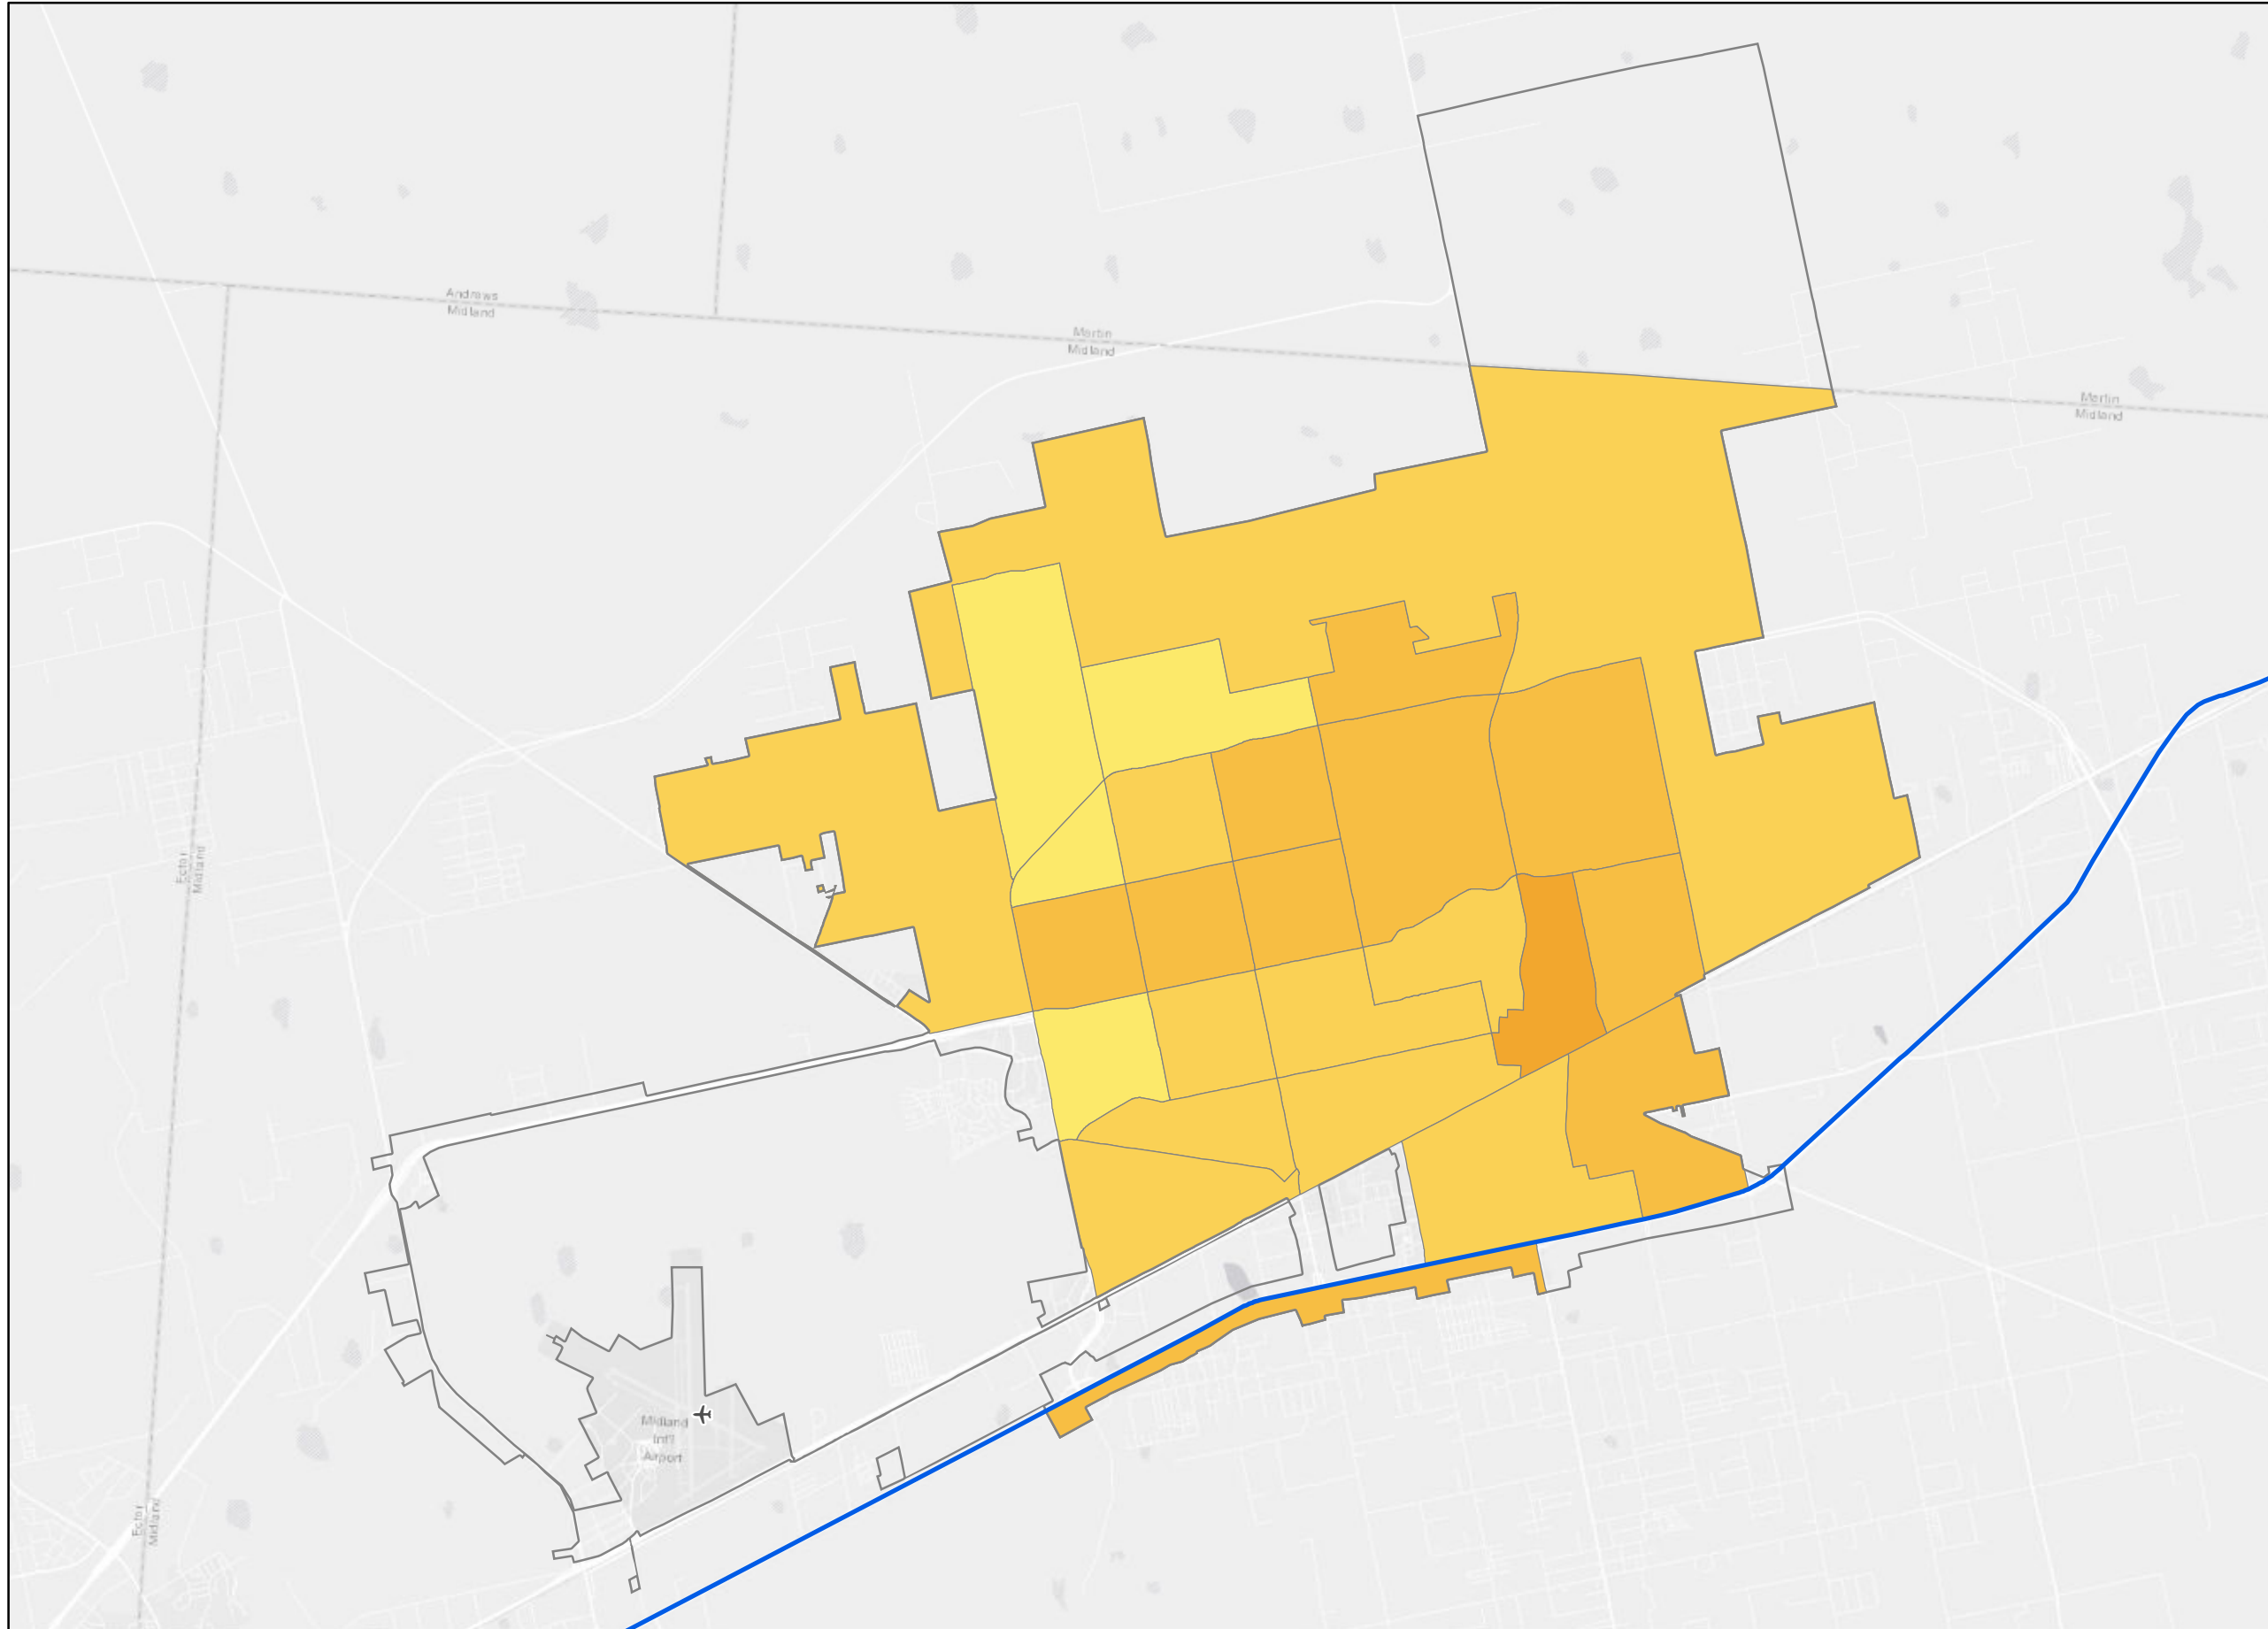 Andrews
Midland
Martin
Midland
Martin
Midland
Ector
Midland
Midland
Int'l
Airport
Ector
Midland